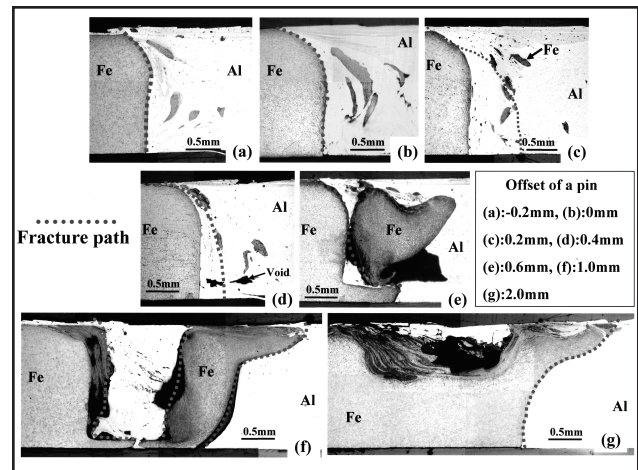 Fe
Al
0.5mm
(a)
Fe
Al
0.5mm
(b)
Fe
Al
0.5mm
(c)
Fracture path
Fe
Al
Void
0.5mm
(d)
Fe
Al
0.5mm
(e)
Offset of a pin
(a):-0.2mm, (b):0mm
(c):0.2mm, (d):0.4mm
(e):0.6mm, (f):1.0mm
(g):2.0mm
Fe
Fe
Al
0.5mm
(f)
Fe
Al
0.5mm
(g)